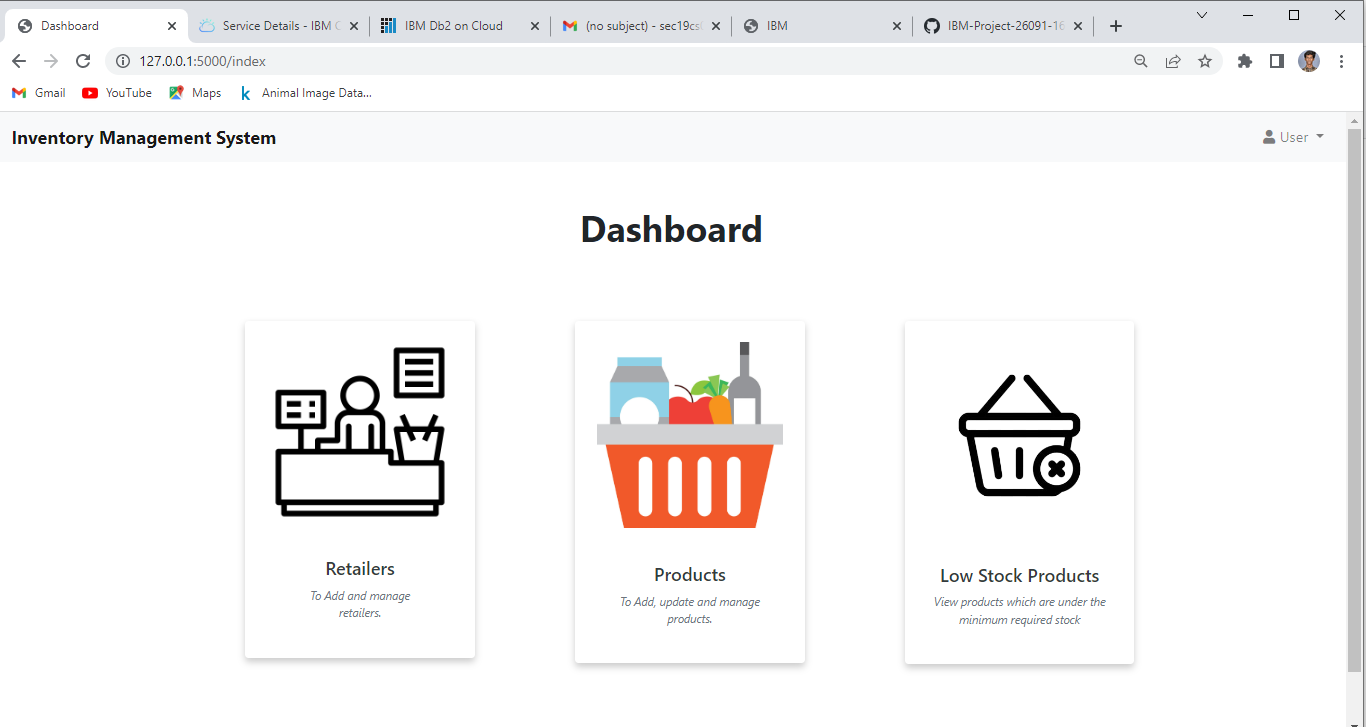 Dashboard
Service Details - IBM C
IBM Db2 on Cloud
(no subject) - sec19cs
IBM
IBM-Project-26091-16
127.0.0.1:5000/index
Gmail
YouTube
Maps
Animal Image Data...
Inventory Management System
User
Dashboard
Retailers
To Add and manage
retailers.
Products
To Add, update and manage
products.
Low Stock Products
View products which are under the
minimum required stock